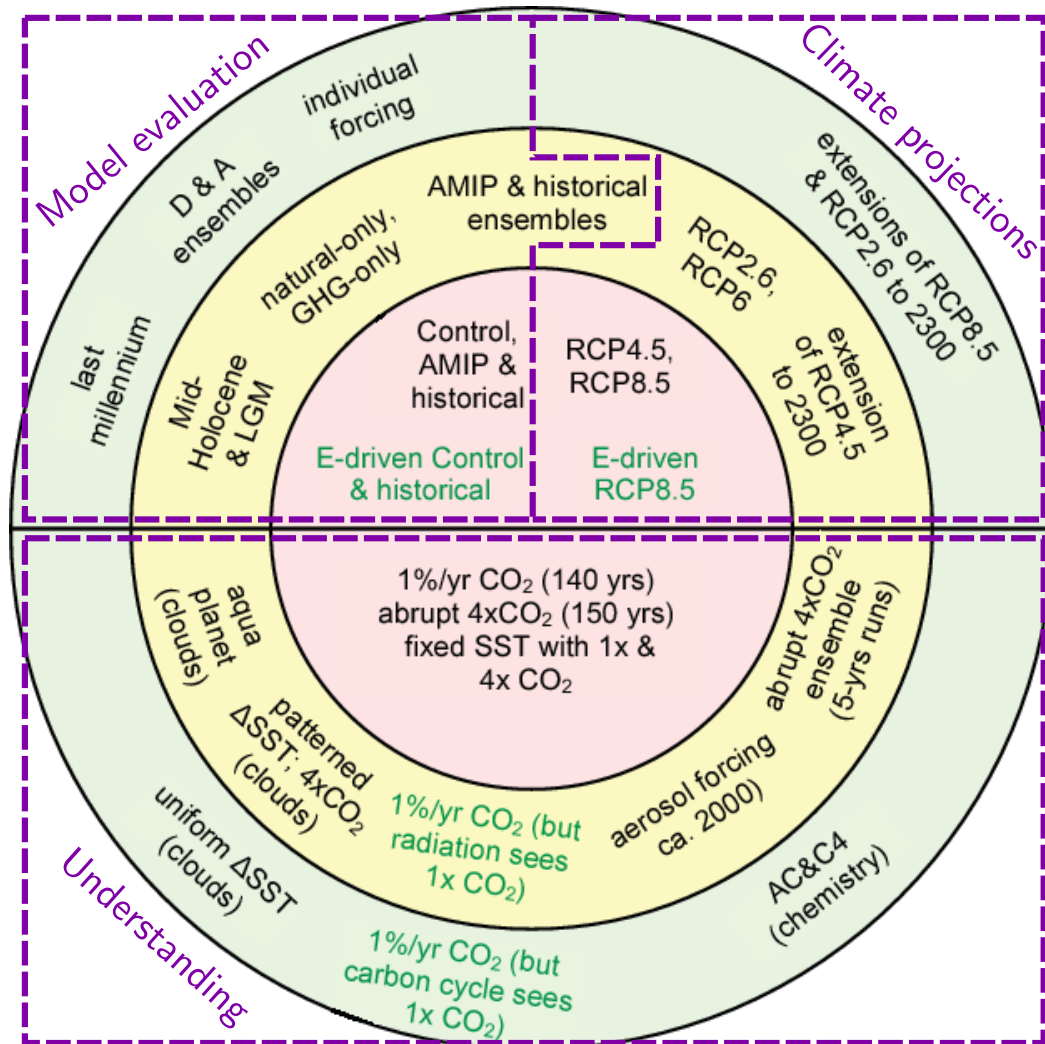 Model evaluation
Climate projections
individual
forcing
D & A
ensembles
last
millennium
extensions of RCP8.5
& RCP2.6 to 2300
AMIP & historical
ensembles
natural-only,
GHG-only
Mid-
Holocene
& LGM
RCP2.6,
RCP6
extension
of RCP4.5
to 2300
Control,
AMIP &
historical
E-driven Control
& historical
RCP4.5,
RCP8.5
E-driven
RCP8.5
1%/yr CO₂ (140 yrs)
abrupt 4xCO₂ (150 yrs)
fixed SST with 1x &
4x CO₂
aqua
planet
(clouds)
patterned
ΔSST; 4xCO₂
(clouds)
1%/yr CO₂ (but
radiation sees
1x CO₂)
aerosol forcing
ca. 2000)
abrupt 4xCO₂
ensemble
(5-yrs runs)
uniform ΔSST
(clouds)
1%/yr CO₂ (but
carbon cycle sees
1x CO₂)
AC&C4
(chemistry)
Understanding